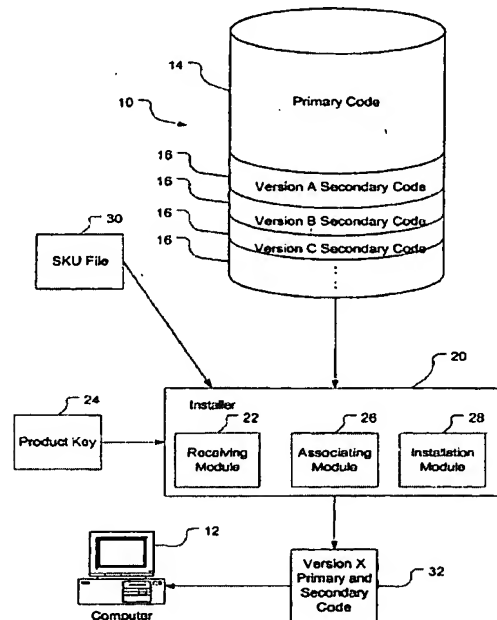 14
Primary Code
10
16
Version A Secondary Code
16
Version B Secondary Code
16
Version C Secondary Code
16
30
SKU File
20
24
Installer
Product Key
22
Receiving
Module
26
Associating
Module
28
Installation
Module
12
Computer
Version X
Primary and
Secondary
Code
32